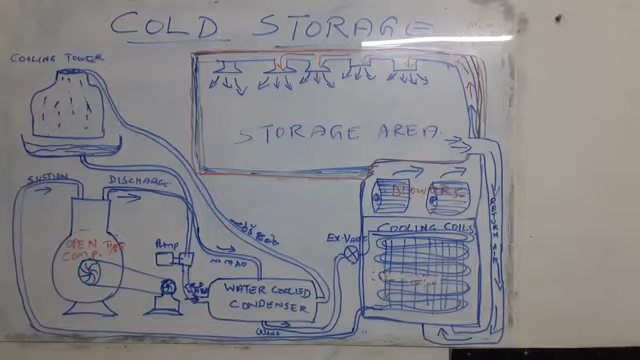 COLD STORAGE
COOLING TOWER
STORAGE AREA
SUSTION
DISCHARGE
BLOWERS
COOLING COILS
RETURN AIR
OPEN TYPE
COMP.
PUMP
EX. VALVE
WATER COOLED
CONDENSER